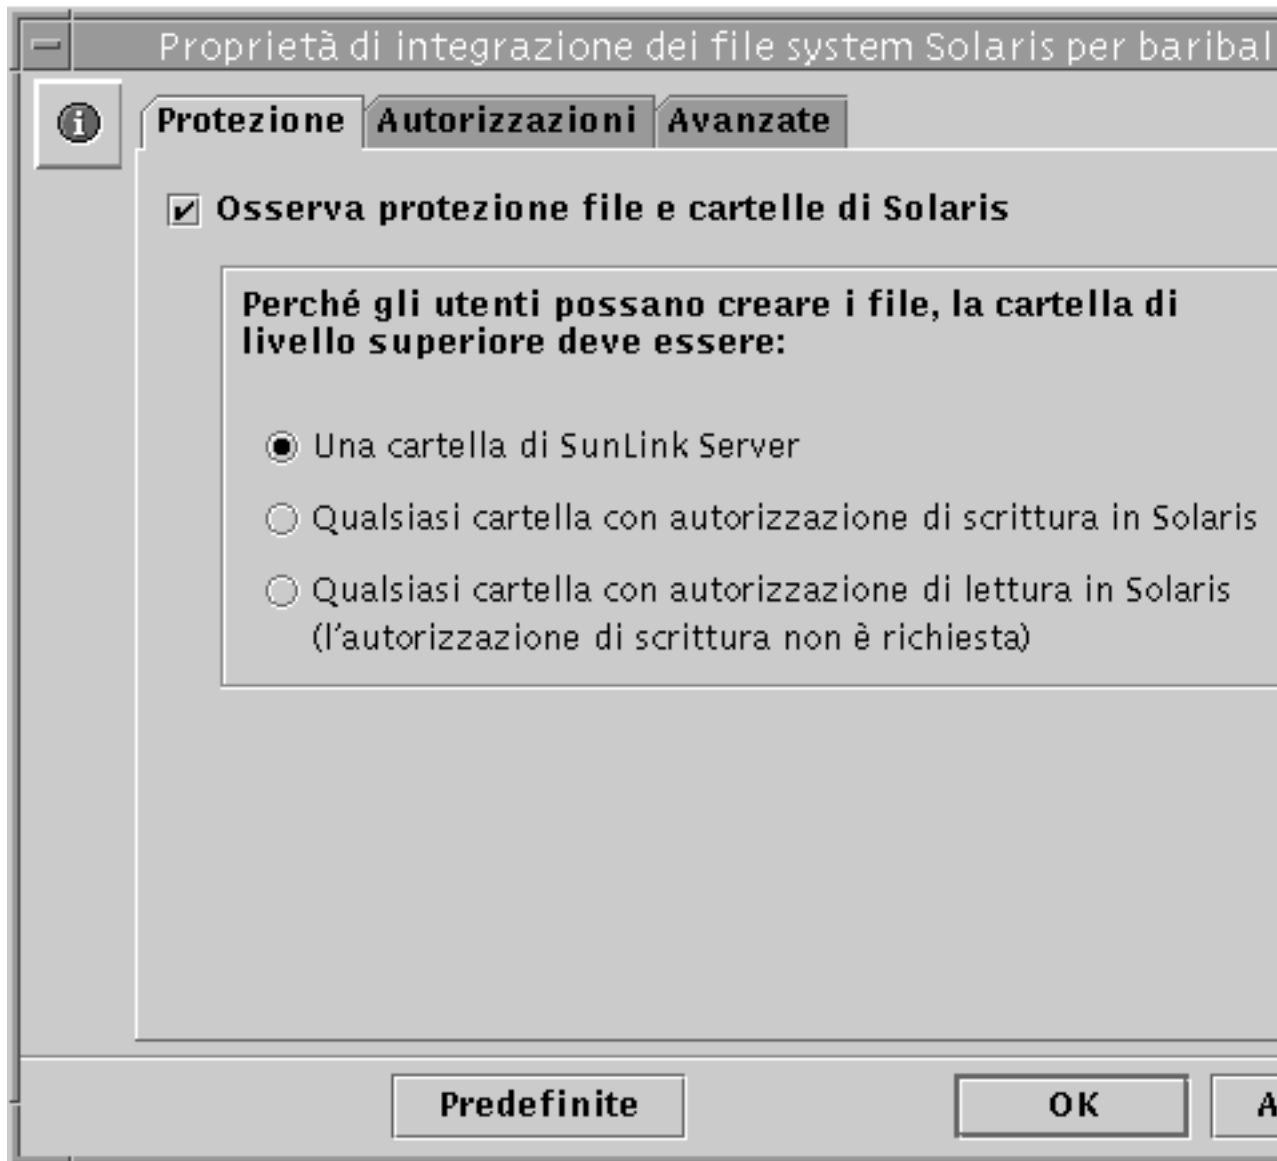 Proprietà di integrazione dei file system Solaris per baribal
Protezione Autorizzazioni Avanzate
Osserva protezione file e cartelle di Solaris
Perché gli utenti possano creare i file, la cartella di
livello superiore deve essere:
Una cartella di SunLink Server
Qualsiasi cartella con autorizzazione di scrittura in Solaris
Qualsiasi cartella con autorizzazione di lettura in Solaris
(l'autorizzazione di scrittura non è richiesta)
Predefinite OK